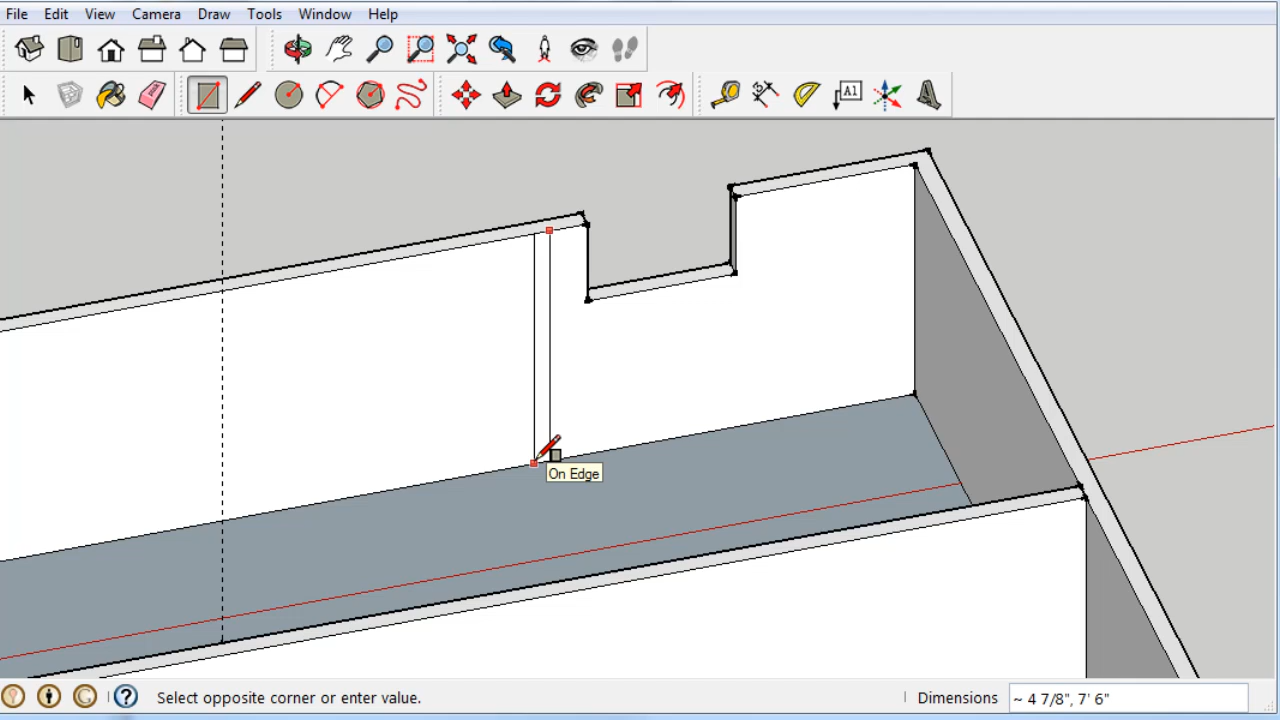 File Edit View Camera Draw Tools Window Help
A1
On Edge
Select opposite corner or enter value. Dimensions ~ 4 7/8", 7' 6"